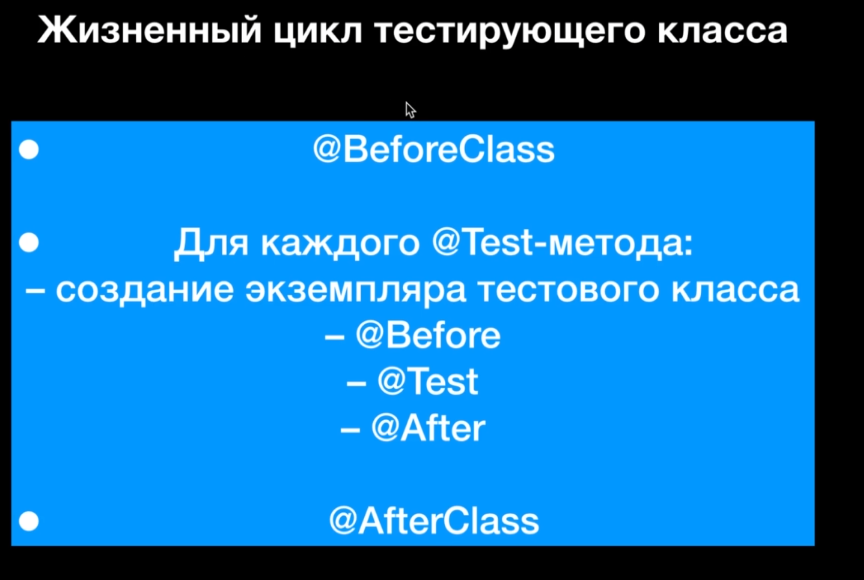 Жизненный цикл тестирующего класса
● @BeforeClass
● Для каждого @Test-метода:
– создание экземпляра тестового класса
– @Before
– @Test
– @After
● @AfterClass